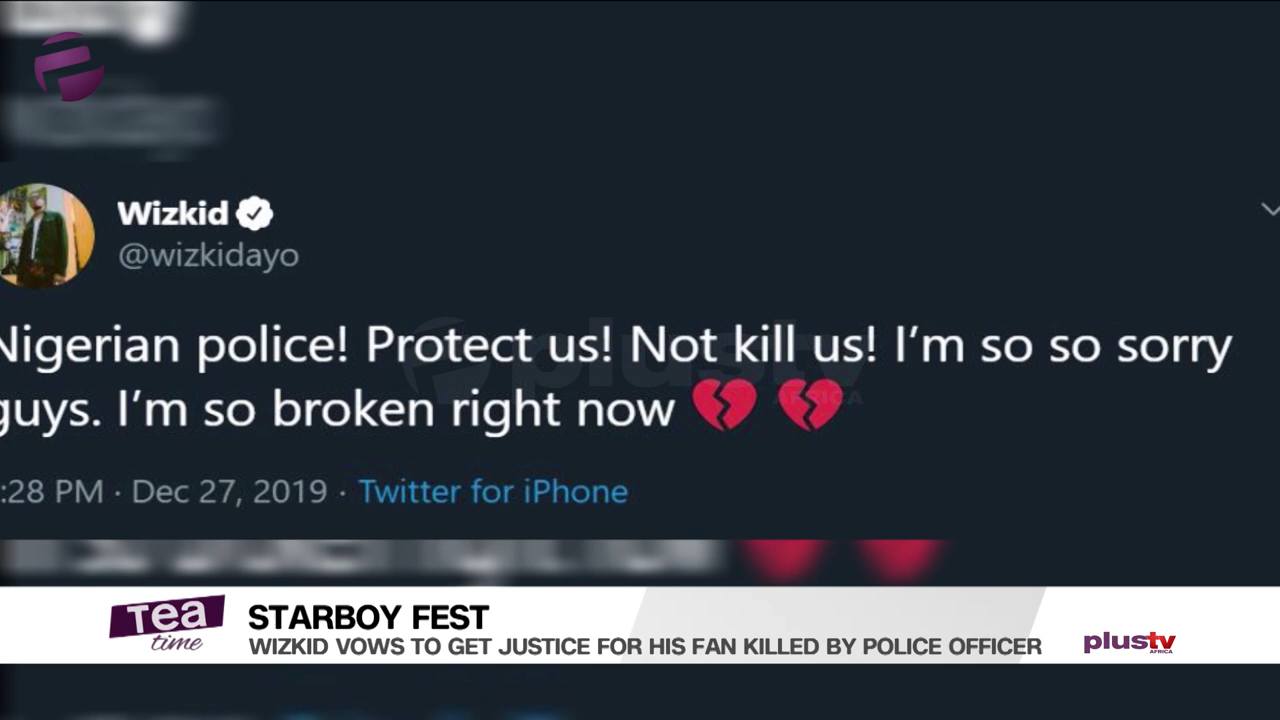 Wizkid
@wizkidayo
Nigerian police! Protect us! Not kill us! I’m so so sorry
guys. I’m so broken right now 💔 💔
:28 PM · Dec 27, 2019 · Twitter for iPhone
Tea
time
STARBOY FEST
WIZKID VOWS TO GET JUSTICE FOR HIS FAN KILLED BY POLICE OFFICER
plustv
AFRICA
plustv
AFRICA